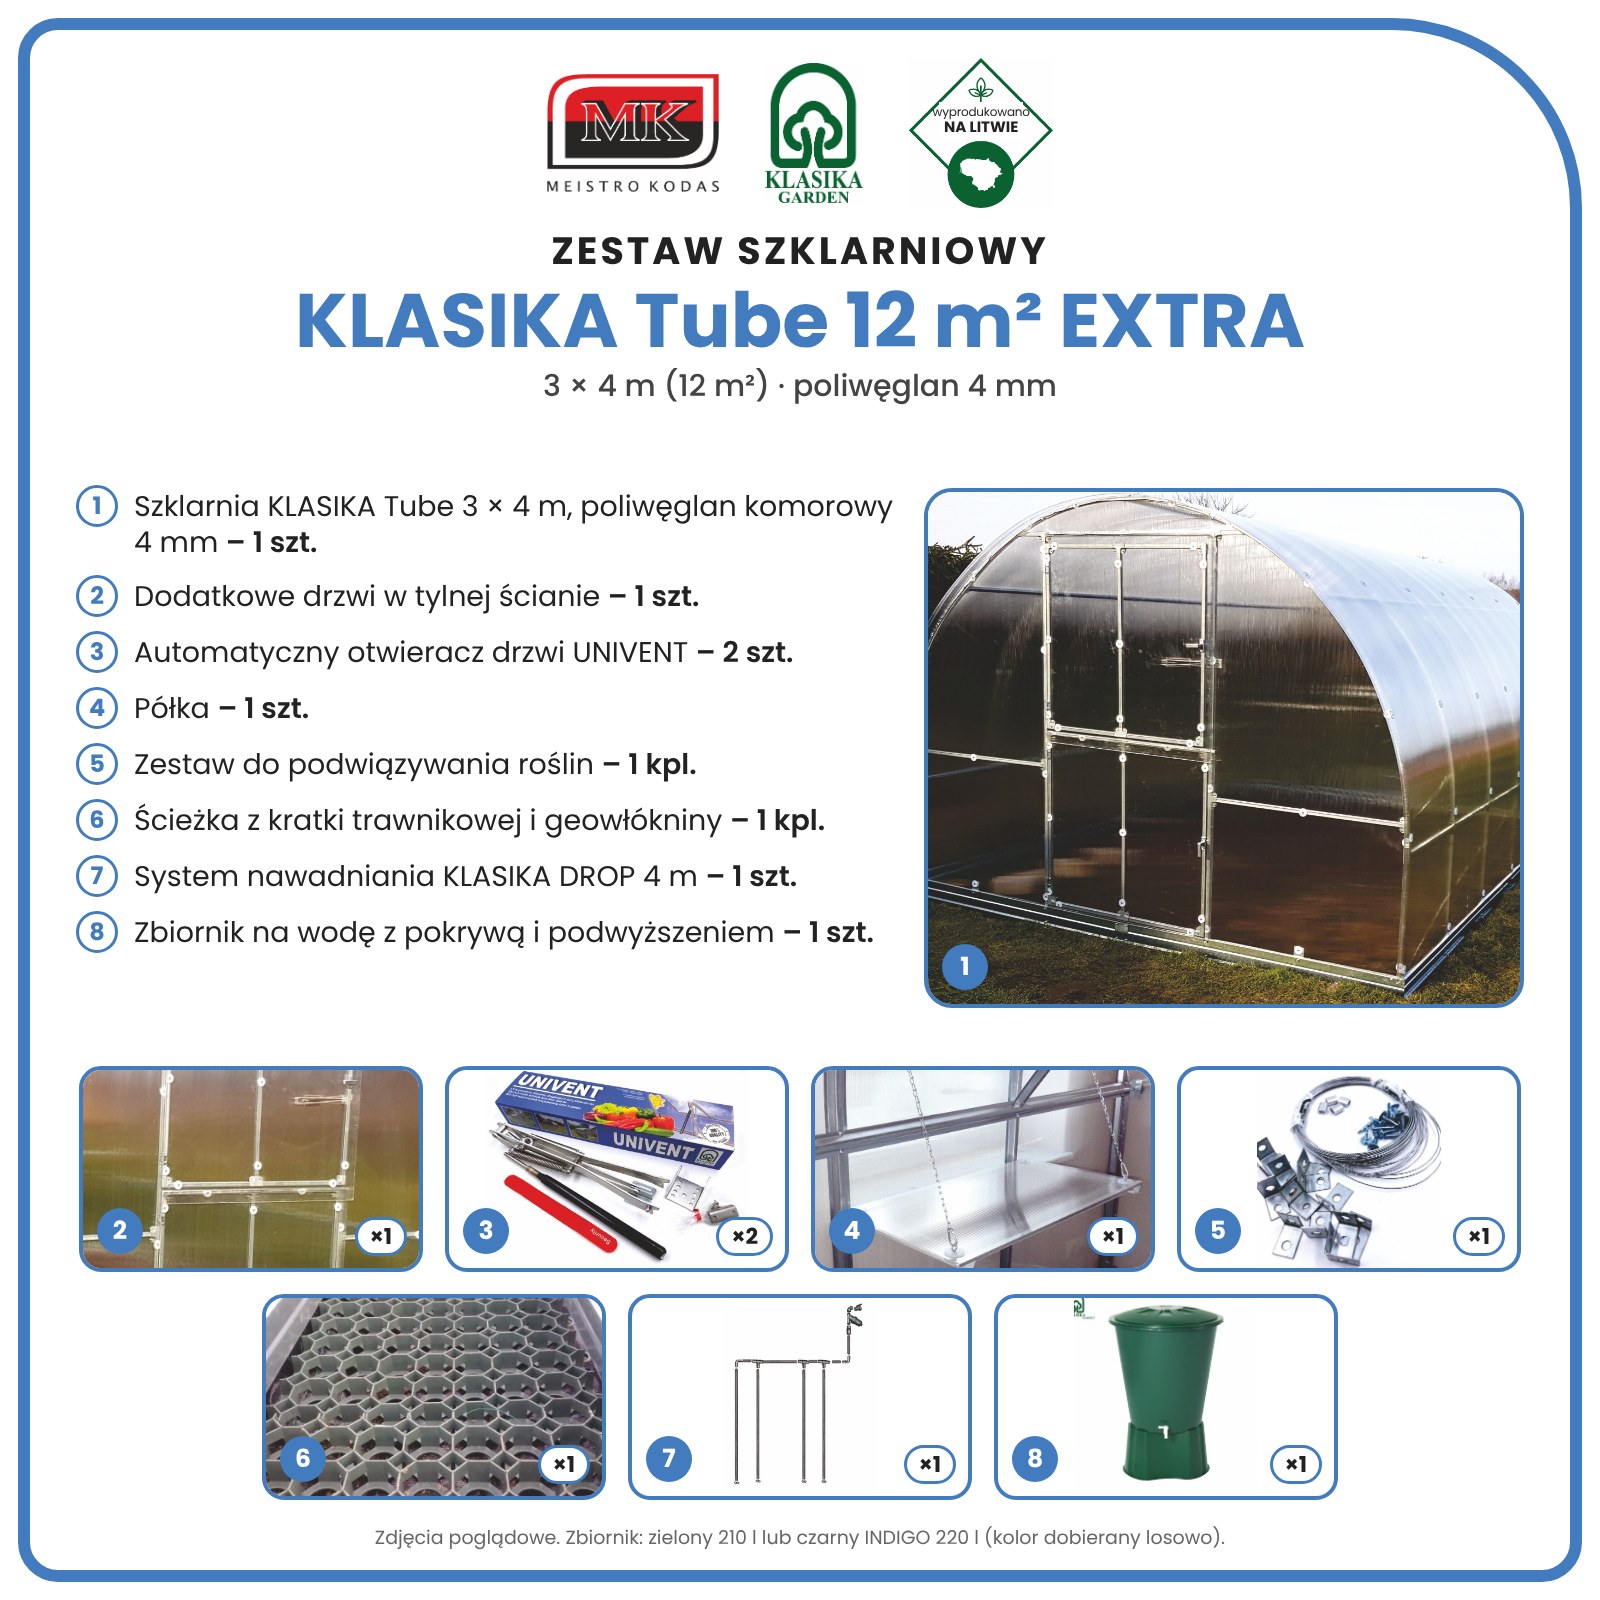 MK
MEISTRO KODAS
KLASIKA
GARDEN
wyprodukowano
NA LITWIE
ZESTAW SZKLARNIOWY
KLASIKA Tube 12 m² EXTRA
3 × 4 m (12 m²) · poliwęglan 4 mm
1 Szklarnia KLASIKA Tube 3 × 4 m, poliwęglan komorowy
4 mm – 1 szt.
2 Dodatkowe drzwi w tylnej ścianie – 1 szt.
3 Automatyczny otwieracz drzwi UNIVENT – 2 szt.
4 Półka – 1 szt.
5 Zestaw do podwiązywania roślin – 1 kpl.
6 Ścieżka z kratki trawnikowej i geowłókniny – 1 kpl.
7 System nawadniania KLASIKA DROP 4 m – 1 szt.
8 Zbiornik na wodę z pokrywą i podwyższeniem – 1 szt.
1
UNIVENT
UNIVENT
Security
2 ×1
3 ×2
4 ×1
5 ×1
6 ×1
7 ×1
8 ×1
Zdjęcia poglądowe. Zbiornik: zielony 210 l lub czarny INDIGO 220 l (kolor dobierany losowo).